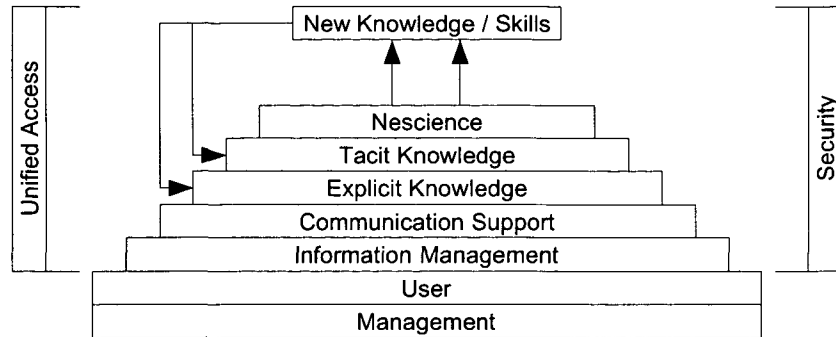 New Knowledge / Skills
Unified Access
Security
Nescience
Tacit Knowledge
Explicit Knowledge
Communication Support
Information Management
User
Management